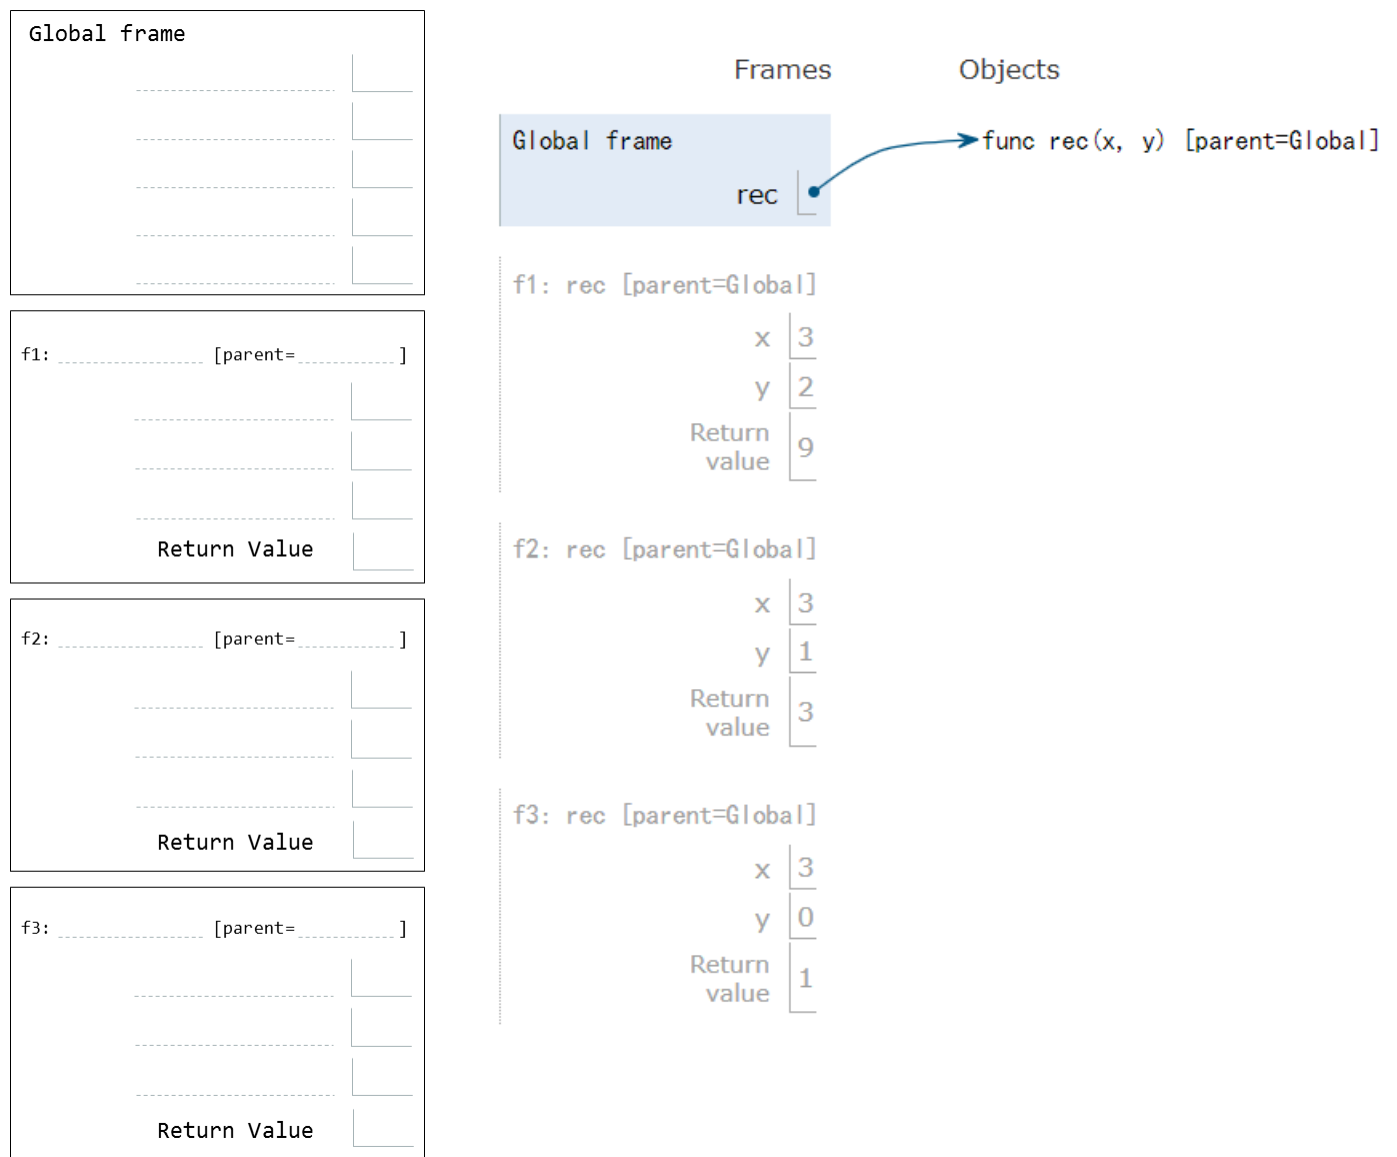 Global frame
f1: [parent= ]
Return Value
f2: [parent= ]
Return Value
f3: [parent= ]
Return Value
Frames
Objects
Global frame
rec
func rec(x, y) [parent=Global]
f1: rec [parent=Global]
x 3
y 2
Return
value 9
f2: rec [parent=Global]
x 3
y 1
Return
value 3
f3: rec [parent=Global]
x 3
y 0
Return
value 1